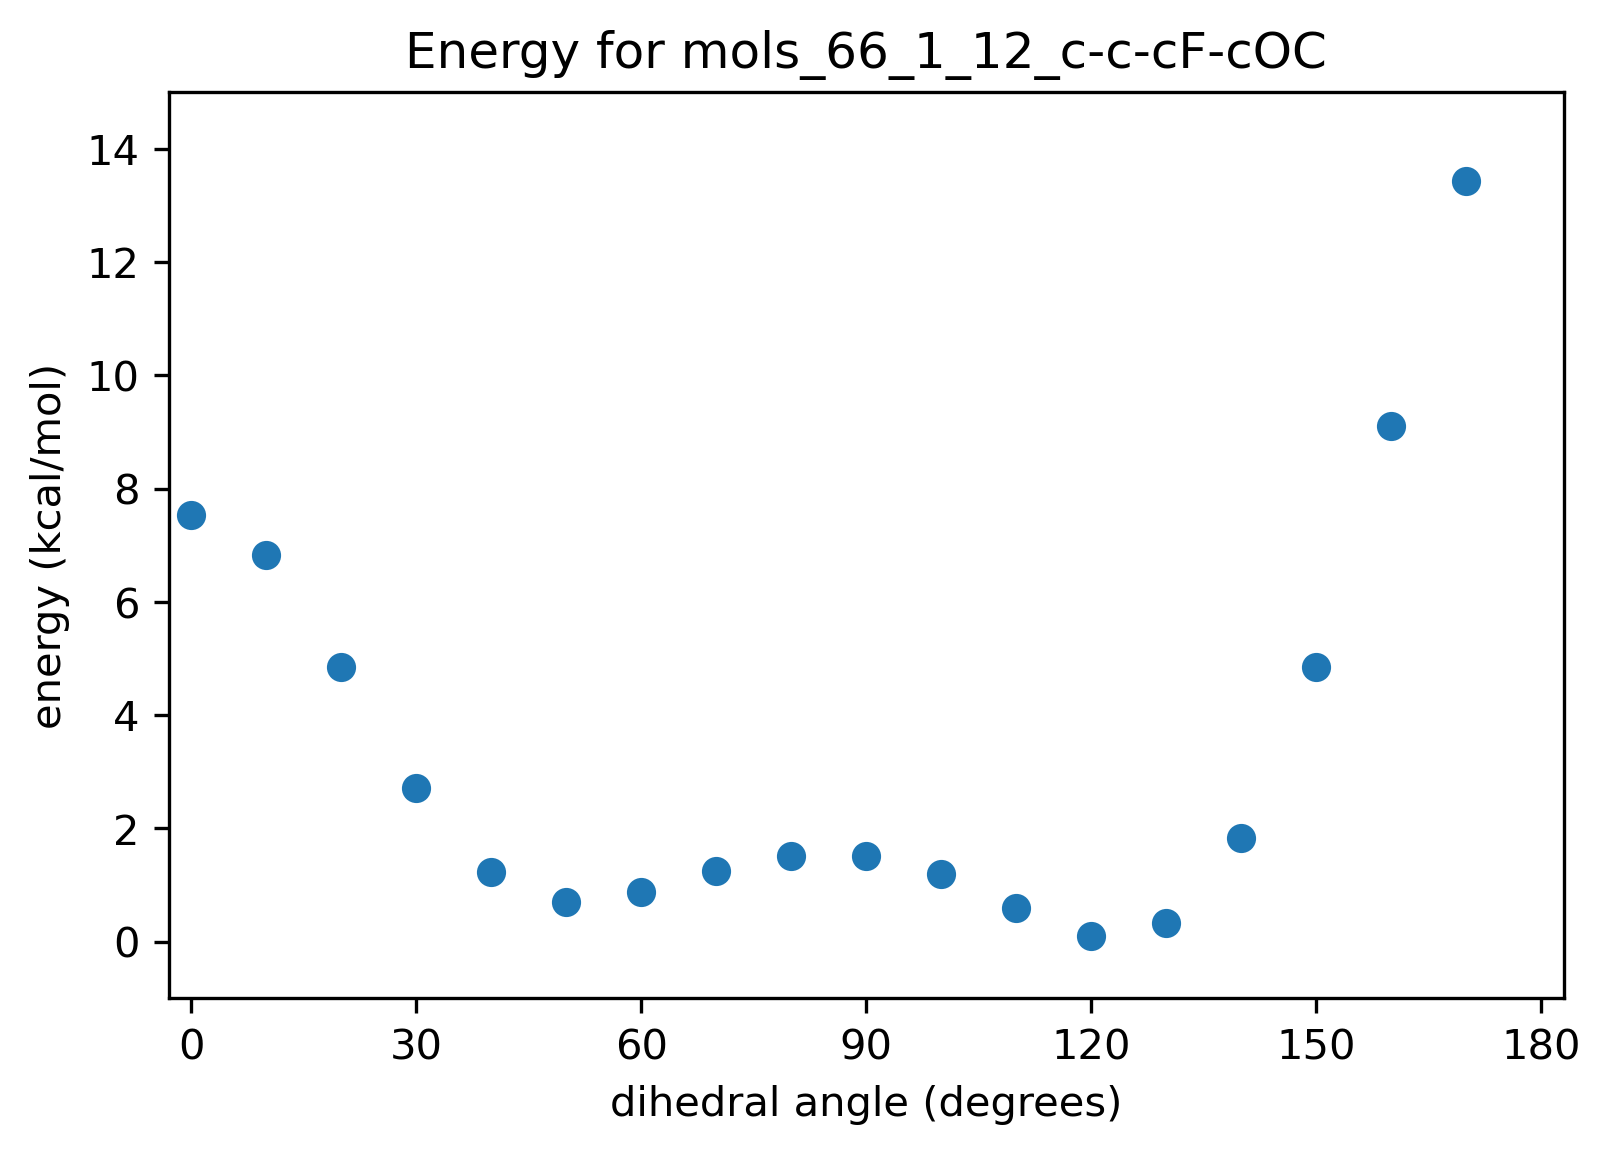 Energy for mols_66_1_12_c-c-cF-cOC
energy (kcal/mol)
14
12
10
8
6
4
2
0
0 30 60 90 120 150 180
dihedral angle (degrees)